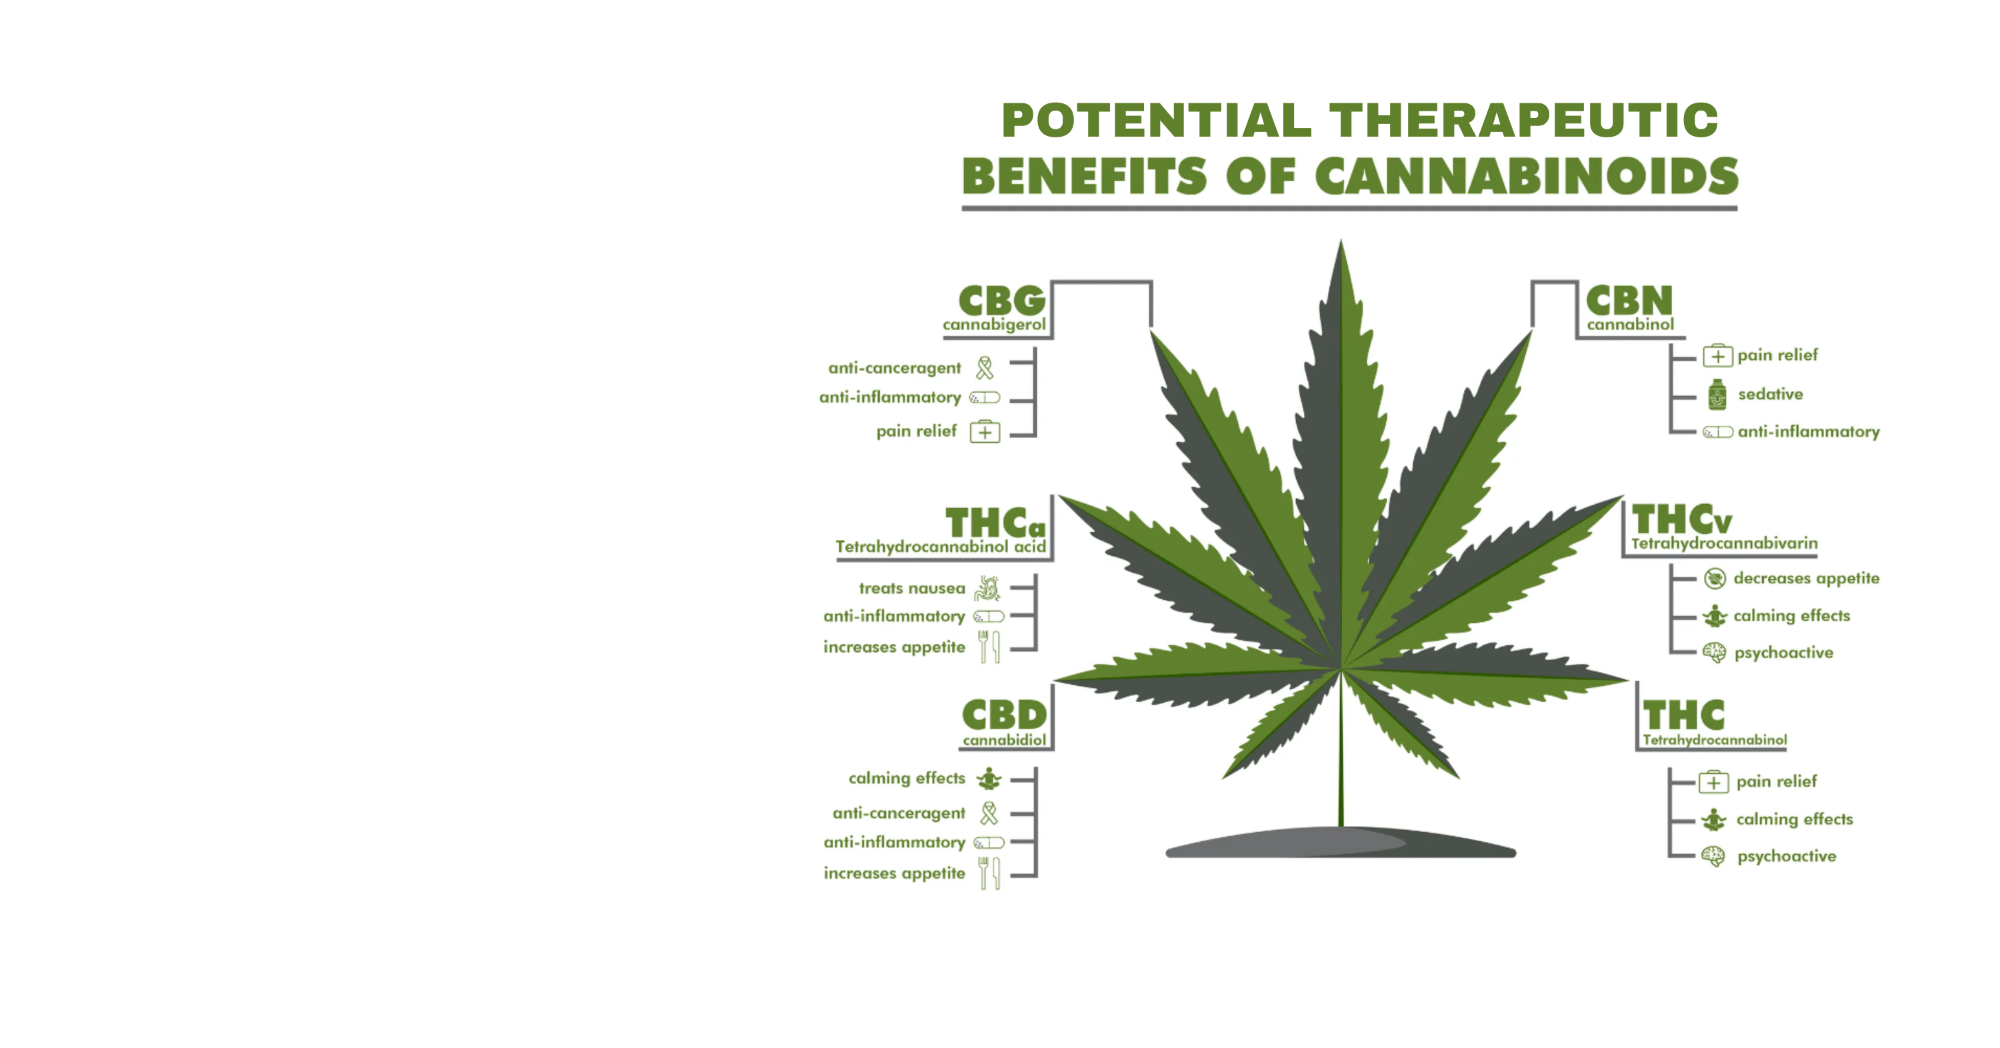 POTENTIAL THERAPEUTIC
BENEFITS OF CANNABINOIDS
CBG
cannabigerol
anti-canceragent
anti-inflammatory
pain relief
THCa
Tetrahydrocannabinol acid
treats nausea
anti-inflammatory
increases appetite
CBD
cannabidiol
calming effects
anti-canceragent
anti-inflammatory
increases appetite
CBN
cannabinol
pain relief
sedative
anti-inflammatory
THCv
Tetrahydrocannabivarin
decreases appetite
calming effects
psychoactive
THC
Tetrahydrocannabinol
pain relief
calming effects
psychoactive